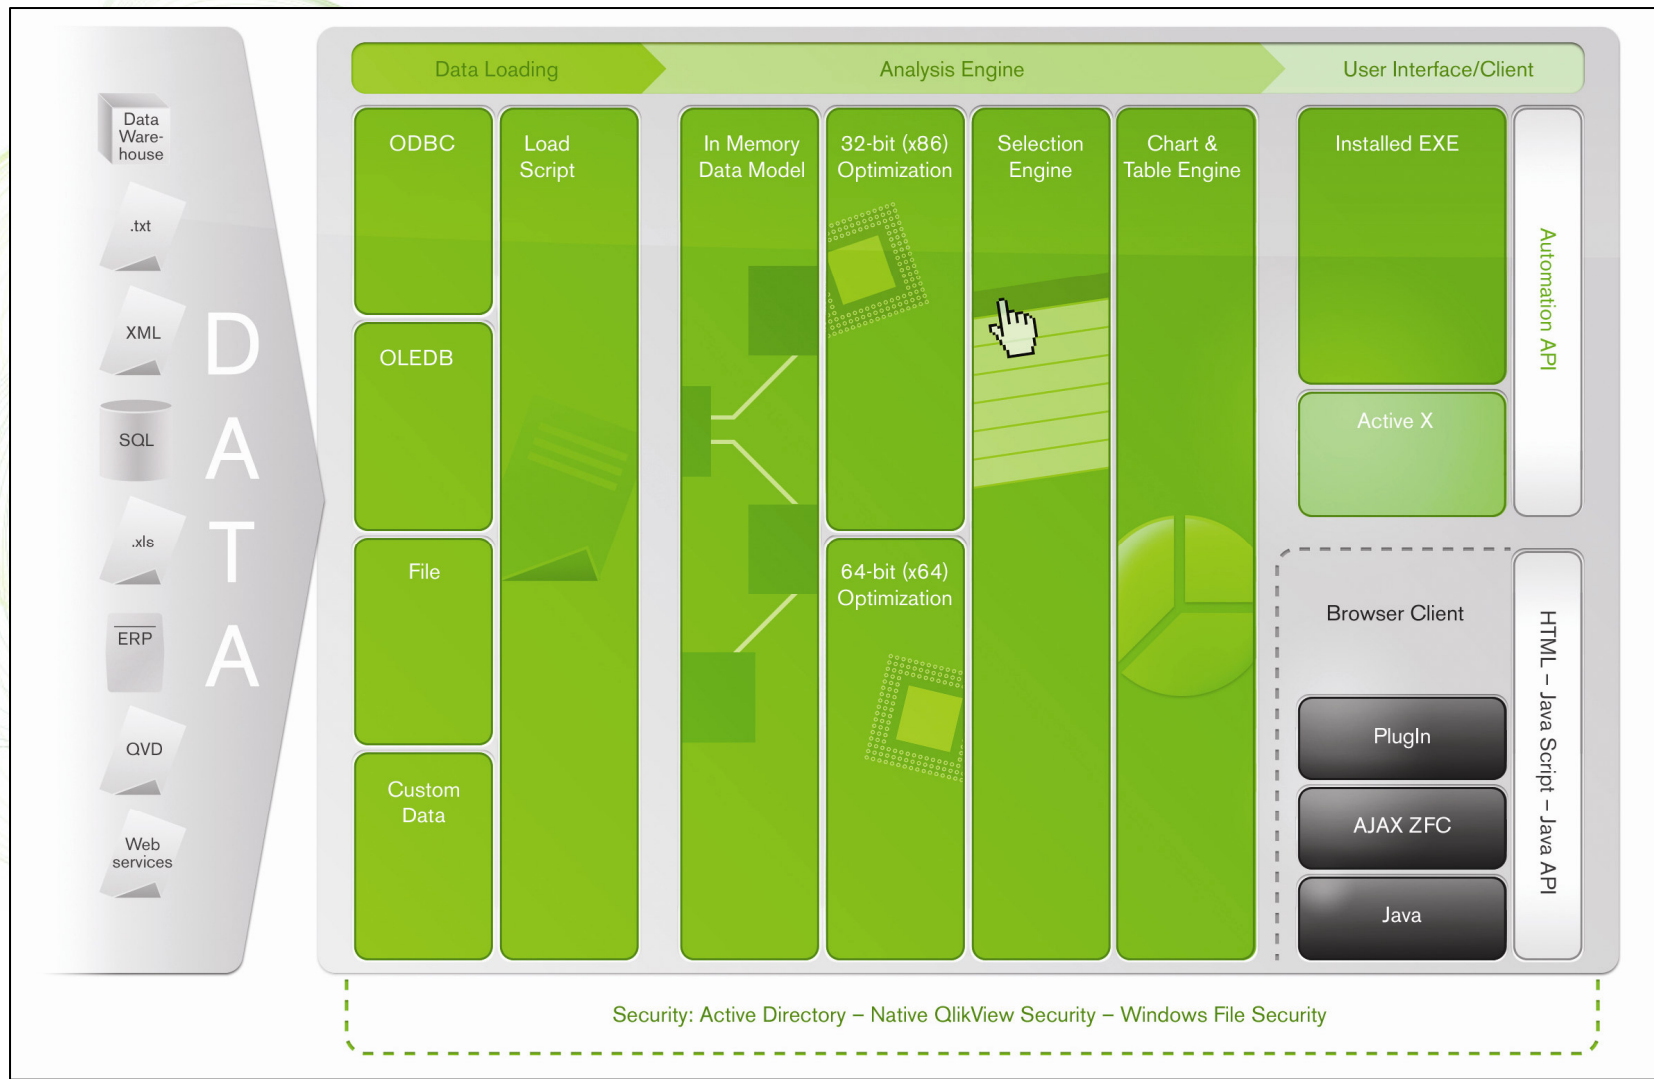 Data Loading
Analysis Engine
User Interface/Client
Data
Ware-
house
.txt
XML
SQL
.xls
ERP
QVD
Web
services
D
A
T
A
ODBC
OLEDB
File
Custom
Data
Load
Script
In Memory
Data Model
32-bit (x86)
Optimization
64-bit (x64)
Optimization
Selection
Engine
Chart &
Table Engine
Installed EXE
Active X
Automation API
Browser Client
PlugIn
AJAX ZFC
Java
HTML – Java Script – Java API
Security: Active Directory – Native QlikView Security – Windows File Security